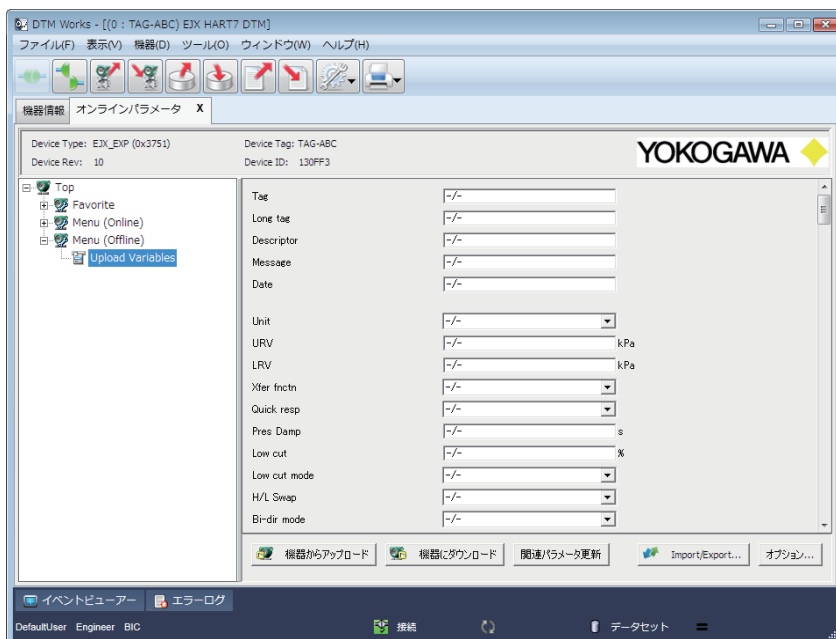 DTM Works - [(0 : TAG-ABC) EJX HART7 DTM]
ファイル(F) 表示(V) 機器(D) ツール(O) ウィンドウ(W) ヘルプ(H)
機器情報 オンラインパラメータ X
Device Type: EJX_EXP (0x3751) Device Tag: TAG-ABC
Device Rev: 10 Device ID: 130FF3
YOKOGAWA
Top
Favorite
Menu (Online)
Menu (Offline)
Upload Variables
Tag -/-
Long tag -/-
Descriptor -/-
Message -/-
Date -/-
Unit -/-
URV -/- kPa
LRV -/- kPa
Xfer fnctn -/-
Quick resp -/-
Pres Damp -/- s
Low cut -/- %
Low cut mode -/-
H/L Swap -/-
Bi-dir mode -/-
機器からアップロード 機器にダウンロード 関連パラメータ更新 Import/Export... オプション...
イベントビューアー エラーログ
DefaultUser Engineer BIC 接続 データセット